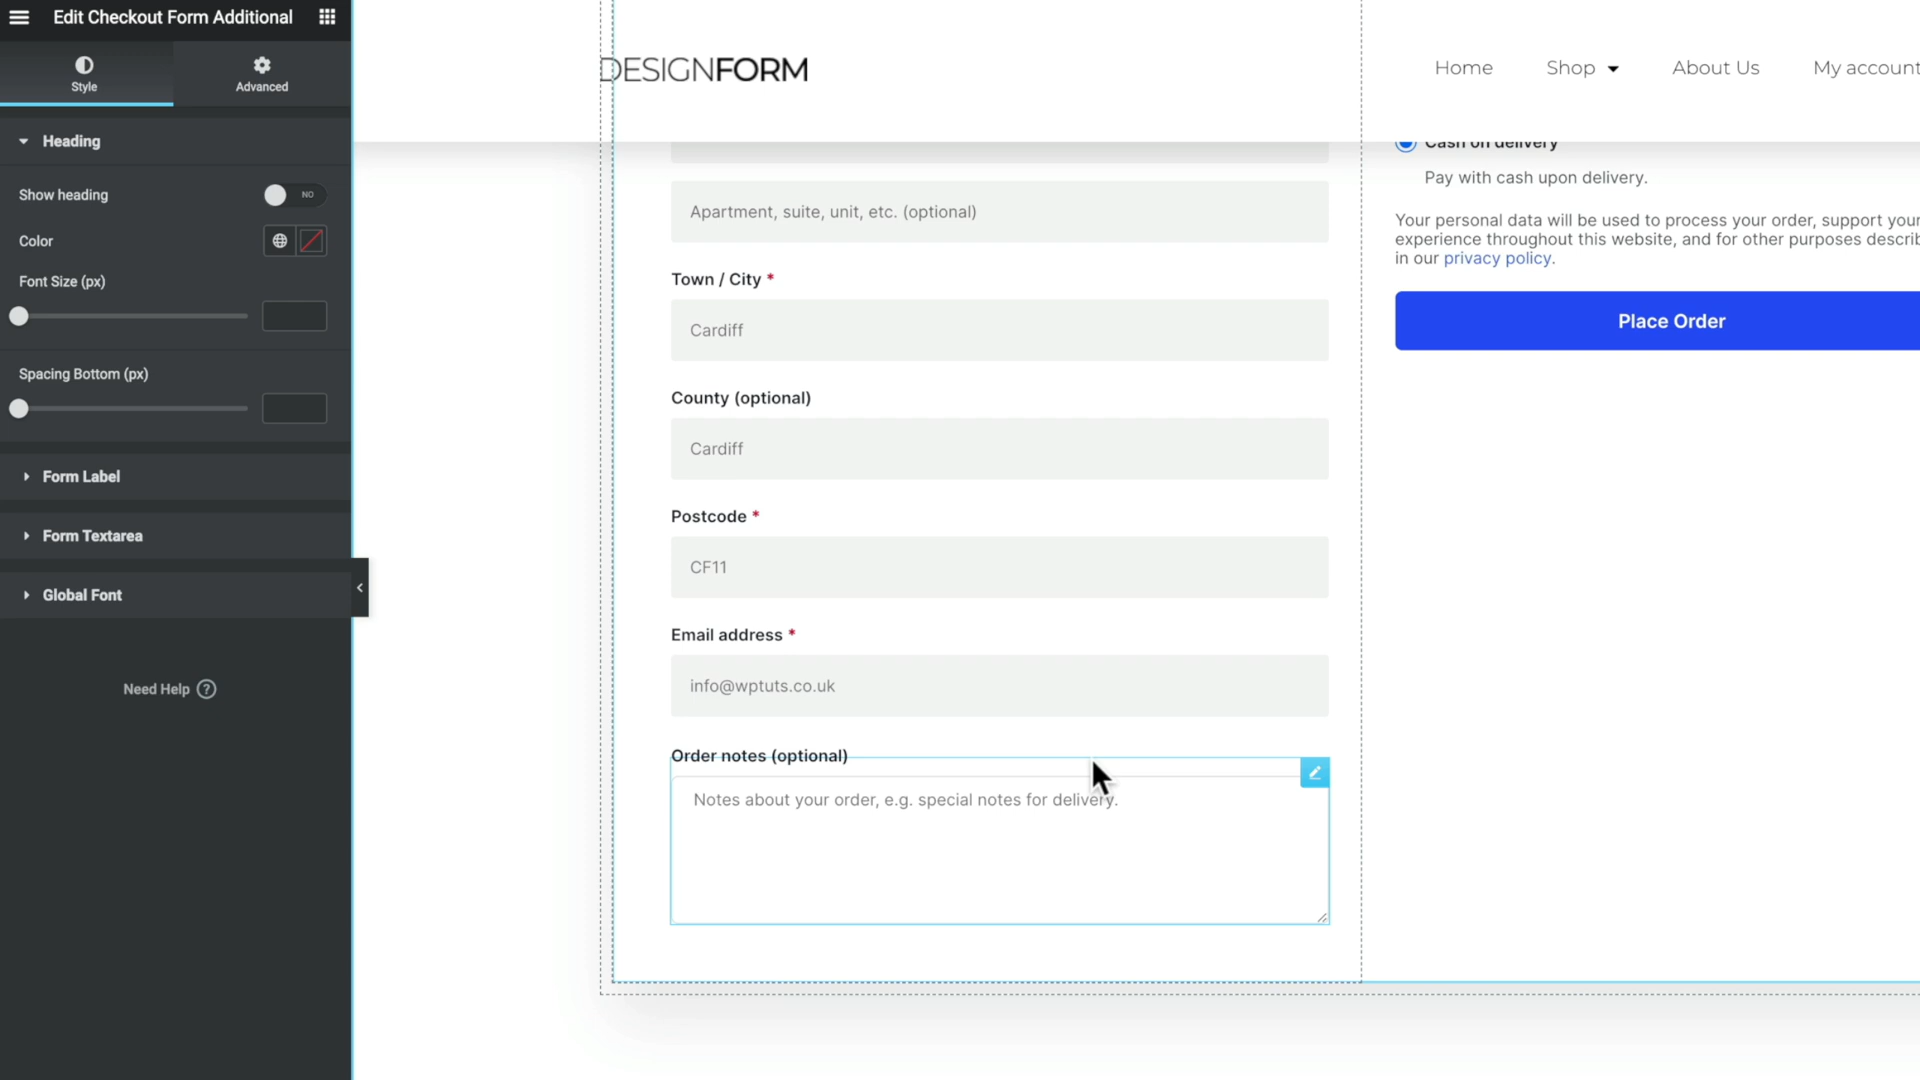 Edit Checkout Form Additional
Style
Advanced
Heading
Show heading
NO
Color
Font Size (px)
Spacing Bottom (px)
Form Label
Form Textarea
Global Font
Need Help ?
DESIGNFORM
Home
Shop
About Us
My account
Apartment, suite, unit, etc. (optional)
Town / City *
Cardiff
County (optional)
Cardiff
Postcode *
CF11
Email address *
info@wptuts.co.uk
Order notes (optional)
Notes about your order, e.g. special notes for delivery.
Cash on delivery
Pay with cash upon delivery.
Your personal data will be used to process your order, support your
experience throughout this website, and for other purposes describ
in our privacy policy.
Place Order